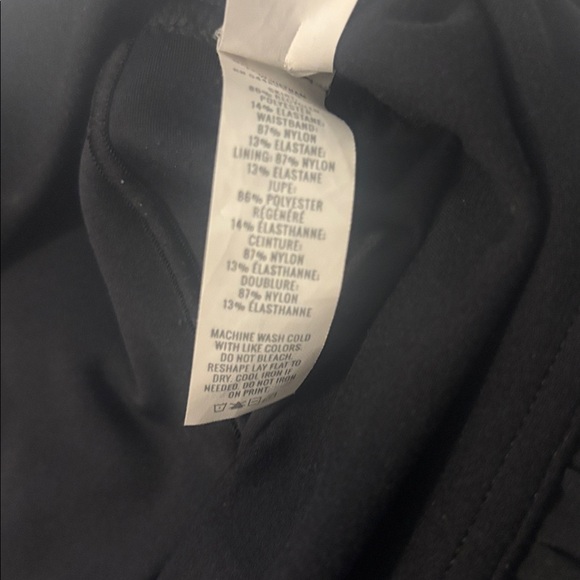 POLYESTER
14% ELASTANE
WAISTBAND:
87% NYLON
13% ELASTANE;
LINING: 87% NYLON
13% ELASTANE
JUPE:
86% POLYESTER
RÉGÉNÉRÉ
14% ÉLASTHANNE;
CEINTURE:
87% NYLON
13% ÉLASTHANNE;
DOUBLURE:
87% NYLON
13% ÉLASTHANNE
MACHINE WASH COLD
WITH LIKE COLORS.
DO NOT BLEACH.
RESHAPE LAY FLAT TO
DRY. COOL IRON IF
NEEDED. DO NOT IRON
ON PRINT.